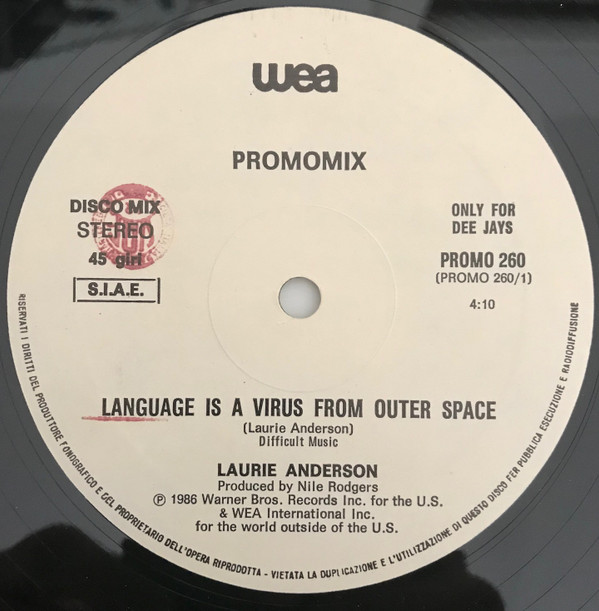 wea
PROMOMIX
DISCO MIX
STEREO
45 giri
S.I.A.E.
ONLY FOR
DEE JAYS
PROMO 260
(PROMO 260/1)
4:10
LANGUAGE IS A VIRUS FROM OUTER SPACE
(Laurie Anderson)
Difficult Music
LAURIE ANDERSON
Produced by Nile Rodgers
℗ 1986 Warner Bros. Records Inc. for the U.S.
& WEA International Inc.
for the world outside of the U.S.
RISERVATI I DIRITTI DEL PRODUTTORE FONOGRAFICO E DEL PROPRIETARIO DELL'OPERA RIPRODOTTA - VIETATA LA DUPLICAZIONE E L'UTILIZZAZIONE DI QUESTO DISCO PER PUBBLICA ESECUZIONE E RADIODIFFUSIONE